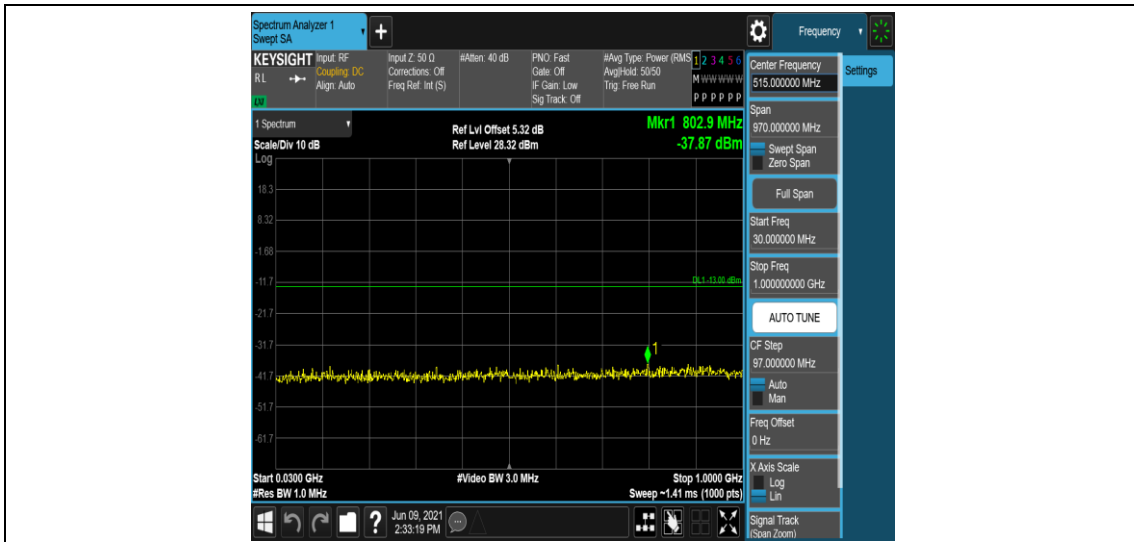 Spectrum Analyzer 1
Swept SA
+
Frequency
KEYSIGHT
RL
Input: RF
Coupling: DC
Align: Auto
Input Z: 50 Ω
Corrections: Off
Freq Ref: Int (S)
#Atten: 40 dB
PNO: Fast
Gate: Off
IF Gain: Low
Sig Track: Off
#Avg Type: Power (RMS
Avg|Hold: 50/50
Trig: Free Run
1 2 3 4 5 6
M W W W W W
P P P P P P
1 Spectrum
Scale/Div 10 dB
Log
Ref Lvl Offset 5.32 dB
Ref Level 28.32 dBm
Mkr1 802.9 MHz
-37.87 dBm
18.3
8.32
-1.68
-11.7
DL1 -13.00 dBm
-21.7
-31.7
1
-41.7
-51.7
-61.7
Start 0.0300 GHz
#Res BW 1.0 MHz
#Video BW 3.0 MHz
Stop 1.0000 GHz
Sweep ~1.41 ms (1000 pts)
?
Jun 09, 2021
2:33:19 PM
Center Frequency
515.000000 MHz
Settings
Span
970.000000 MHz
Swept Span
Zero Span
Full Span
Start Freq
30.000000 MHz
Stop Freq
1.000000000 GHz
AUTO TUNE
CF Step
97.000000 MHz
Auto
Man
Freq Offset
0 Hz
X Axis Scale
Log
Lin
Signal Track
(Span Zoom)